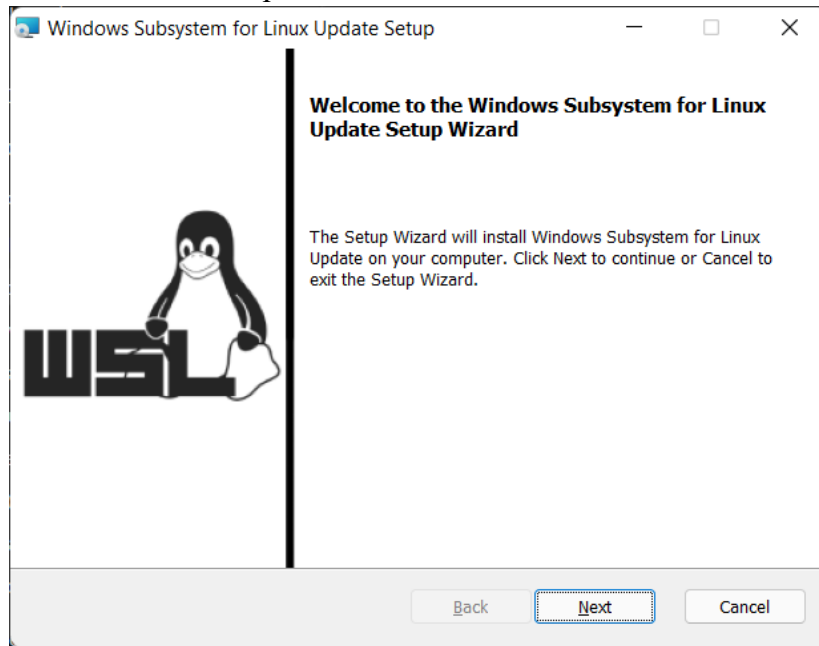 Windows Subsystem for Linux Update Setup
Welcome to the Windows Subsystem for Linux
Update Setup Wizard
The Setup Wizard will install Windows Subsystem for Linux
Update on your computer. Click Next to continue or Cancel to
exit the Setup Wizard.
WSL
Back
Next
Cancel